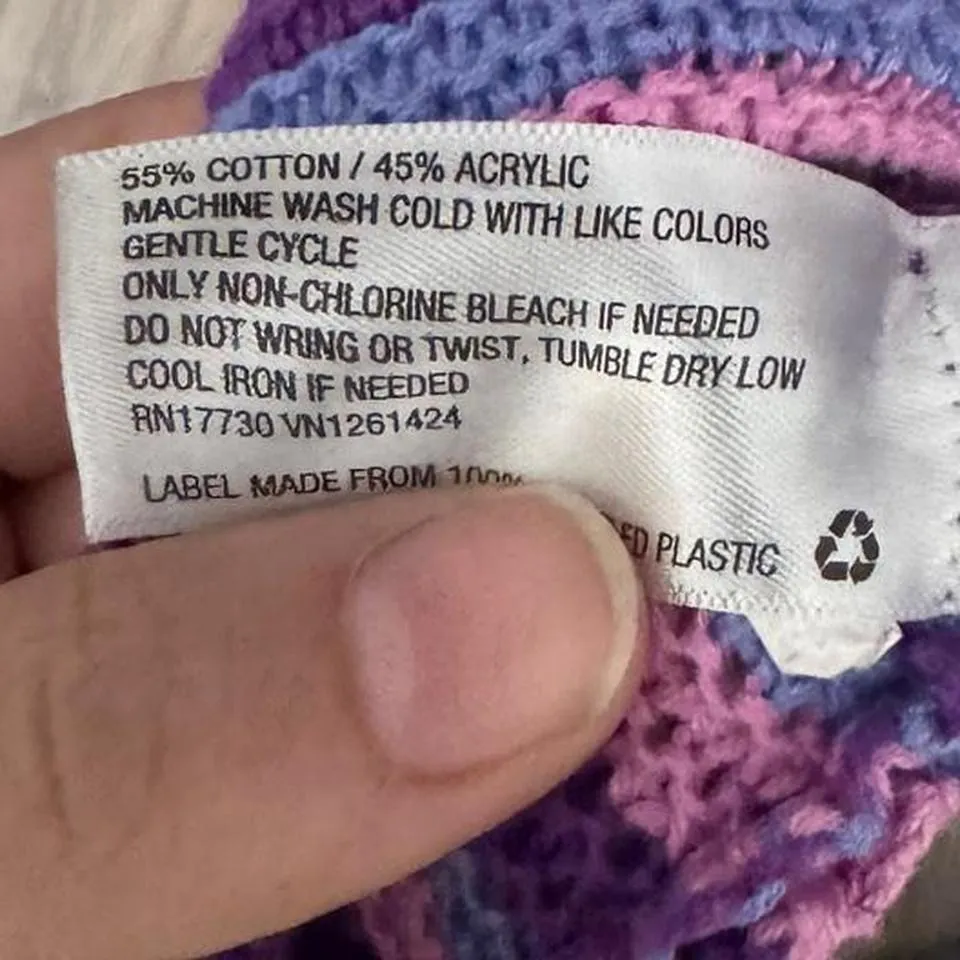 55% COTTON / 45% ACRYLIC
MACHINE WASH COLD WITH LIKE COLORS
GENTLE CYCLE
ONLY NON-CHLORINE BLEACH IF NEEDED
DO NOT WRING OR TWIST, TUMBLE DRY LOW
COOL IRON IF NEEDED
RN17730 VN1261424
LABEL MADE FROM 100% PLASTIC